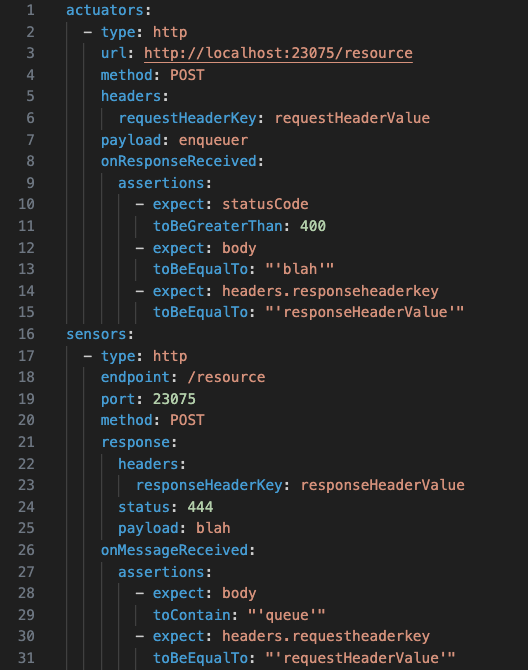 1 actuators:
2   - type: http
3     url: http://localhost:23075/resource
4     method: POST
5     headers:
6       requestHeaderKey: requestHeaderValue
7     payload: enqueuer
8     onResponseReceived:
9       assertions:
10         - expect: statusCode
11           toBeGreaterThan: 400
12         - expect: body
13           toBeEqualTo: "'blah'"
14         - expect: headers.responseheaderkey
15           toBeEqualTo: "'responseHeaderValue'"
16 sensors:
17   - type: http
18     endpoint: /resource
19     port: 23075
20     method: POST
21     response:
22       headers:
23         responseHeaderKey: responseHeaderValue
24       status: 444
25       payload: blah
26     onMessageReceived:
27       assertions:
28         - expect: body
29           toContain: "'queue'"
30         - expect: headers.requestheaderkey
31           toBeEqualTo: "'requestHeaderValue'"